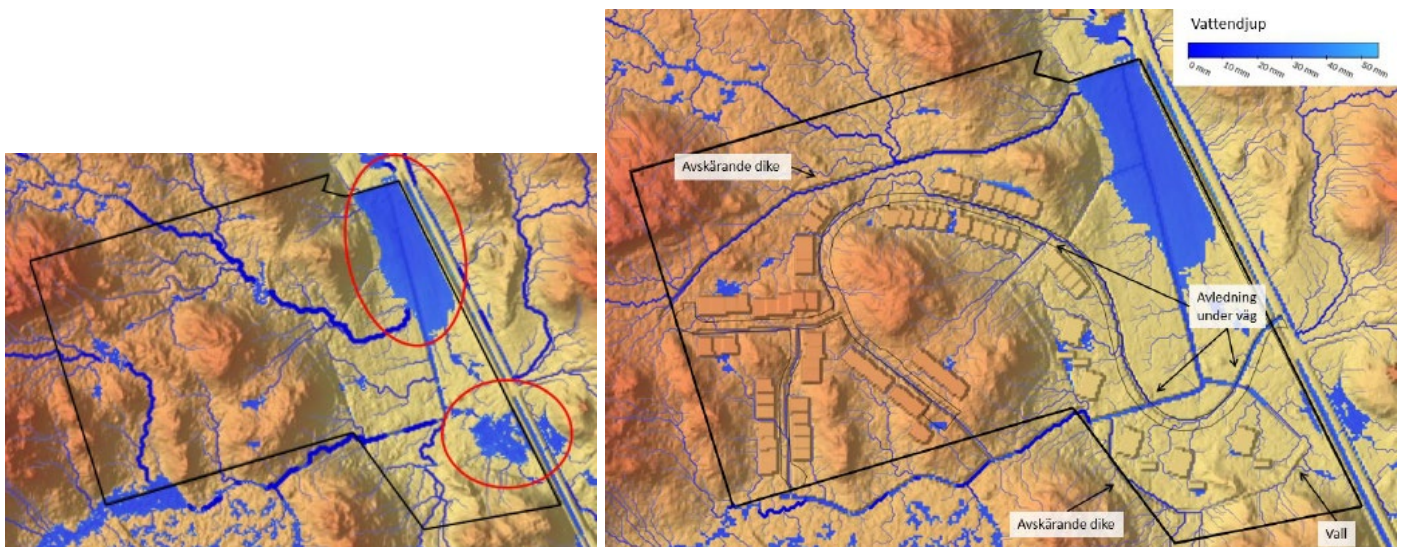 Vattendjup
0 mm
10 mm
20 mm
30 mm
40 mm
50 mm
Avskärande dike
Avledning
under väg
Avskärande dike
Vall